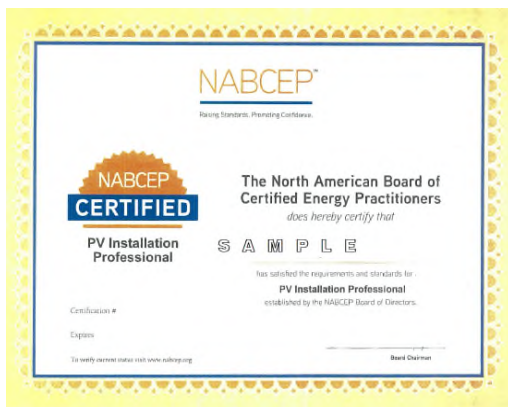 NABCEP™
Raising Standards. Promoting Confidence.
NABCEP
CERTIFIED
PV Installation
Professional
The North American Board of
Certified Energy Practitioners
does hereby certify that
SAMPLE
has satisfied the requirements and standards for
PV Installation Professional
established by the NABCEP Board of Directors.
Certification #
Expires
To verify current status visit www.nabcep.org
Board Chairman